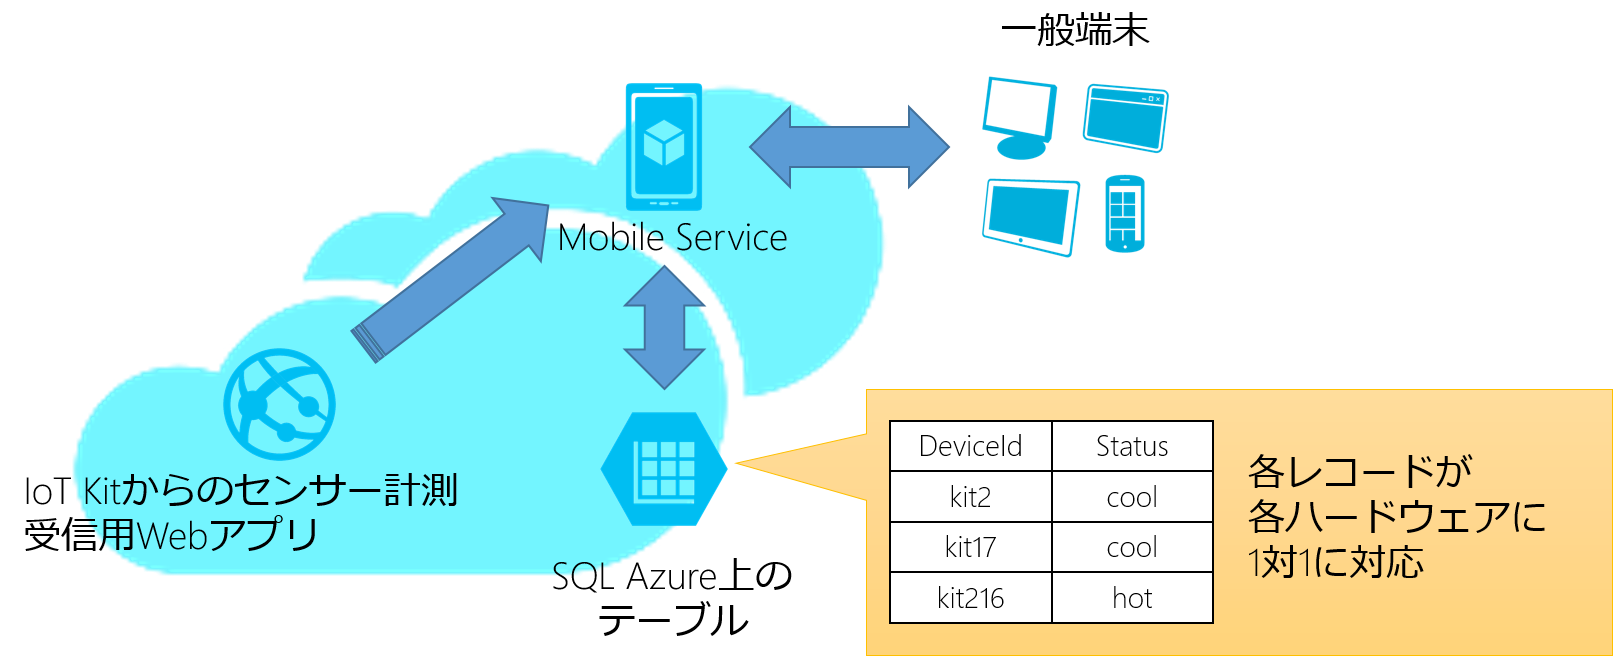 一般端末
Mobile Service
IoT Kitからのセンサー計測
受信用Webアプリ
SQL Azure上の
テーブル
DeviceId Status
kit2 cool
kit17 cool
kit216 hot
各レコードが
各ハードウェアに
1対1に対応